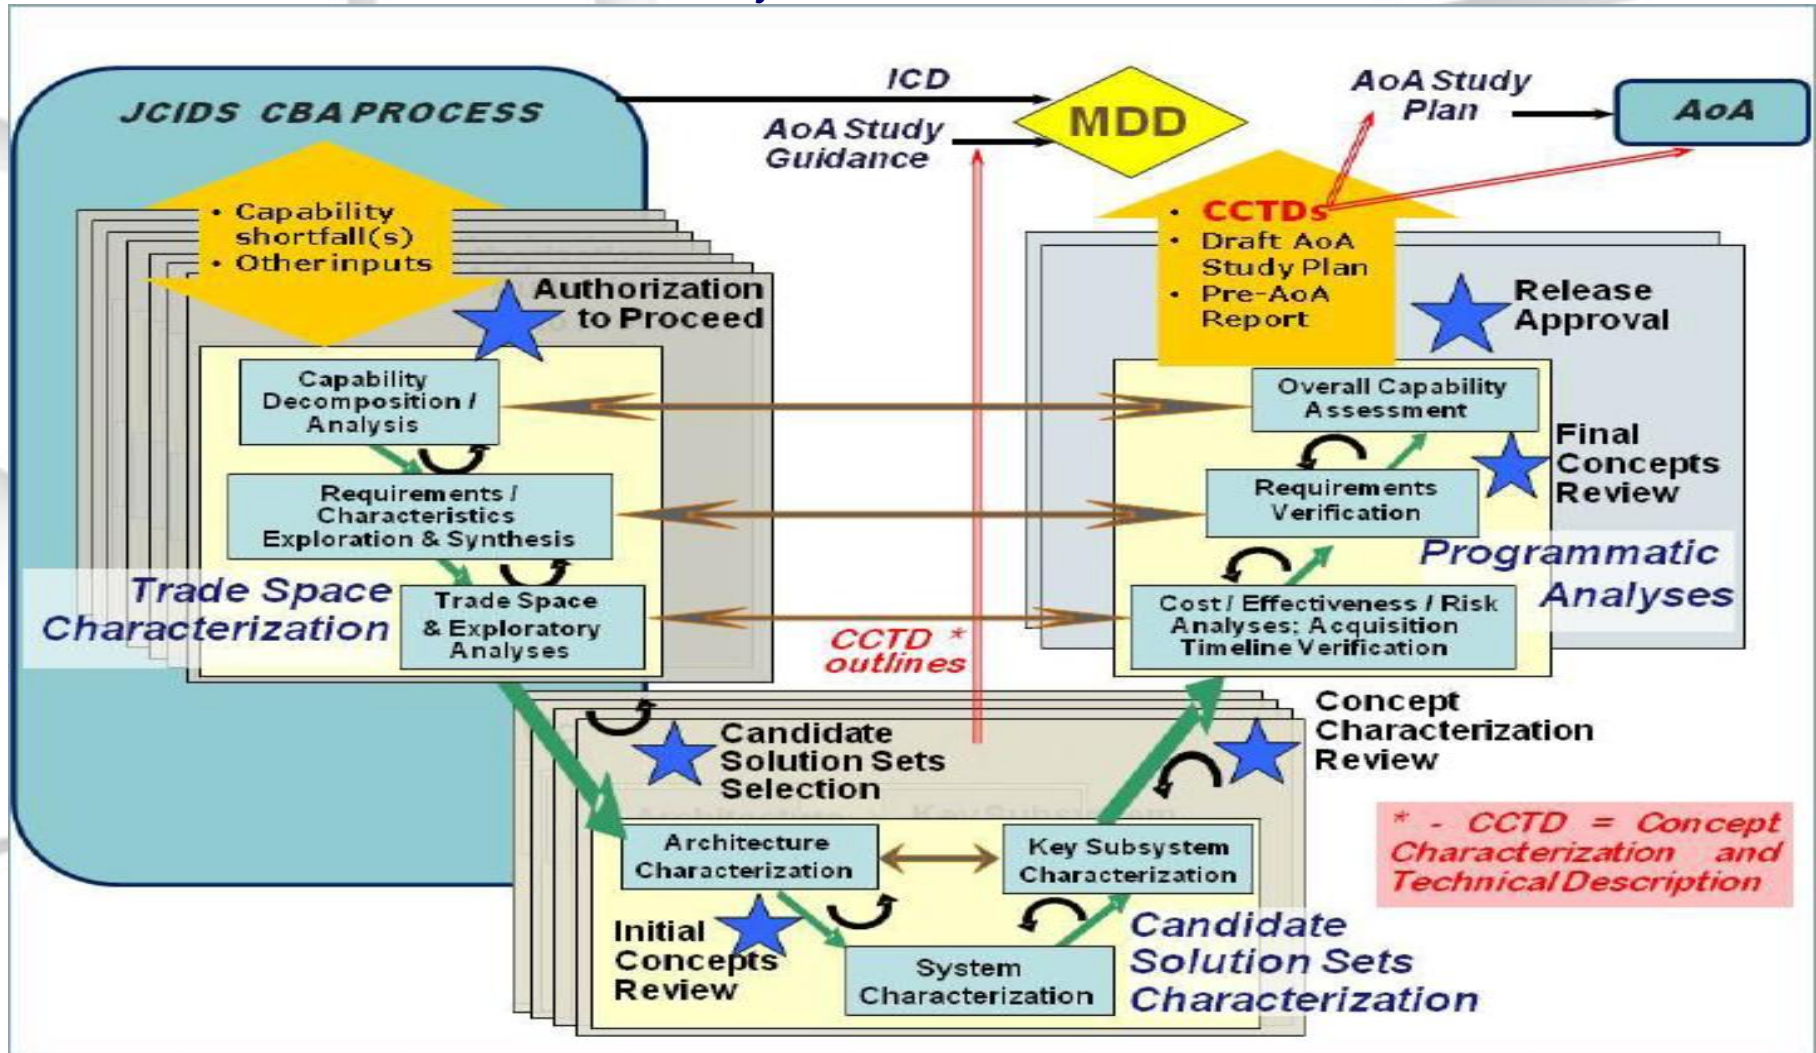 JCIDS CBA PROCESS
ICD
AoA Study
Guidance
MDD
AoA Study
Plan
AoA
• Capability
shortfall(s)
• Other inputs
Authorization
to Proceed
• CCTDs
• Draft AoA
Study Plan
• Pre-AoA
Report
Release
Approval
Capability
Decomposition /
Analysis
Overall Capability
Assessment
Final
Concepts
Review
Requirements /
Characteristics
Exploration & Synthesis
Requirements
Verification
Programmatic
Analyses
Trade Space
Characterization
Trade Space
& Exploratory
Analyses
Cost / Effectiveness / Risk
Analyses; Acquisition
Timeline Verification
CCTD *
outlines
Candidate
Solution Sets
Selection
Concept
Characterization
Review
Architecture
Characterization
Key Subsystem
Characterization
* - CCTD = Concept
Characterization and
Technical Description
Initial
Concepts
Review
System
Characterization
Candidate
Solution Sets
Characterization